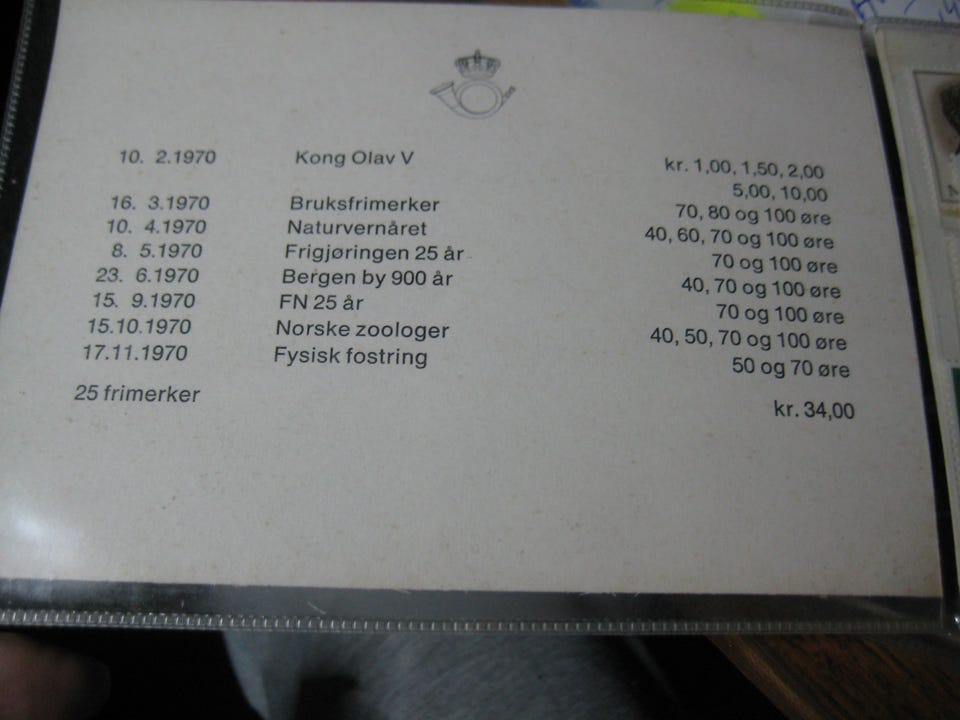 10. 2.1970 Kong Olav V kr. 1,00, 1,50, 2,00
5,00, 10,00
16. 3.1970 Bruksfrimerker 70, 80 og 100 øre
10. 4.1970 Naturvernåret 40, 60, 70 og 100 øre
8. 5.1970 Frigjøringen 25 år 70 og 100 øre
23. 6.1970 Bergen by 900 år 40, 70 og 100 øre
15. 9.1970 FN 25 år 70 og 100 øre
15.10.1970 Norske zoologer 40, 50, 70 og 100 øre
17.11.1970 Fysisk fostring 50 og 70 øre
25 frimerker kr. 34,00